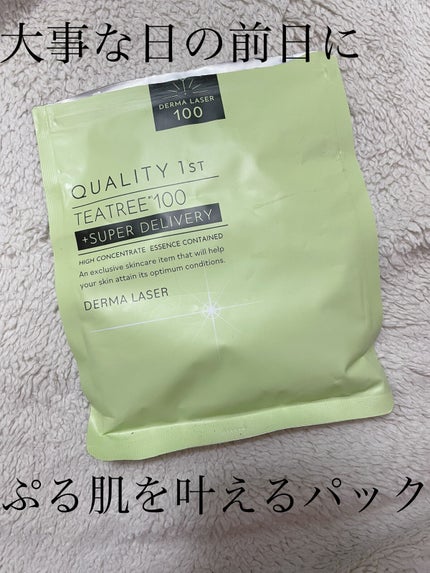 大事な日の前日に
DERMA LASER
100
QUALITY 1ST
TEATREE*100
+SUPER DELIVERY
HIGH CONCENTRATE ESSENCE CONTAINED
An exclusive skincare item that will help
your skin attain its optimum conditions.
DERMA LASER
ぷる肌を叶えるパック